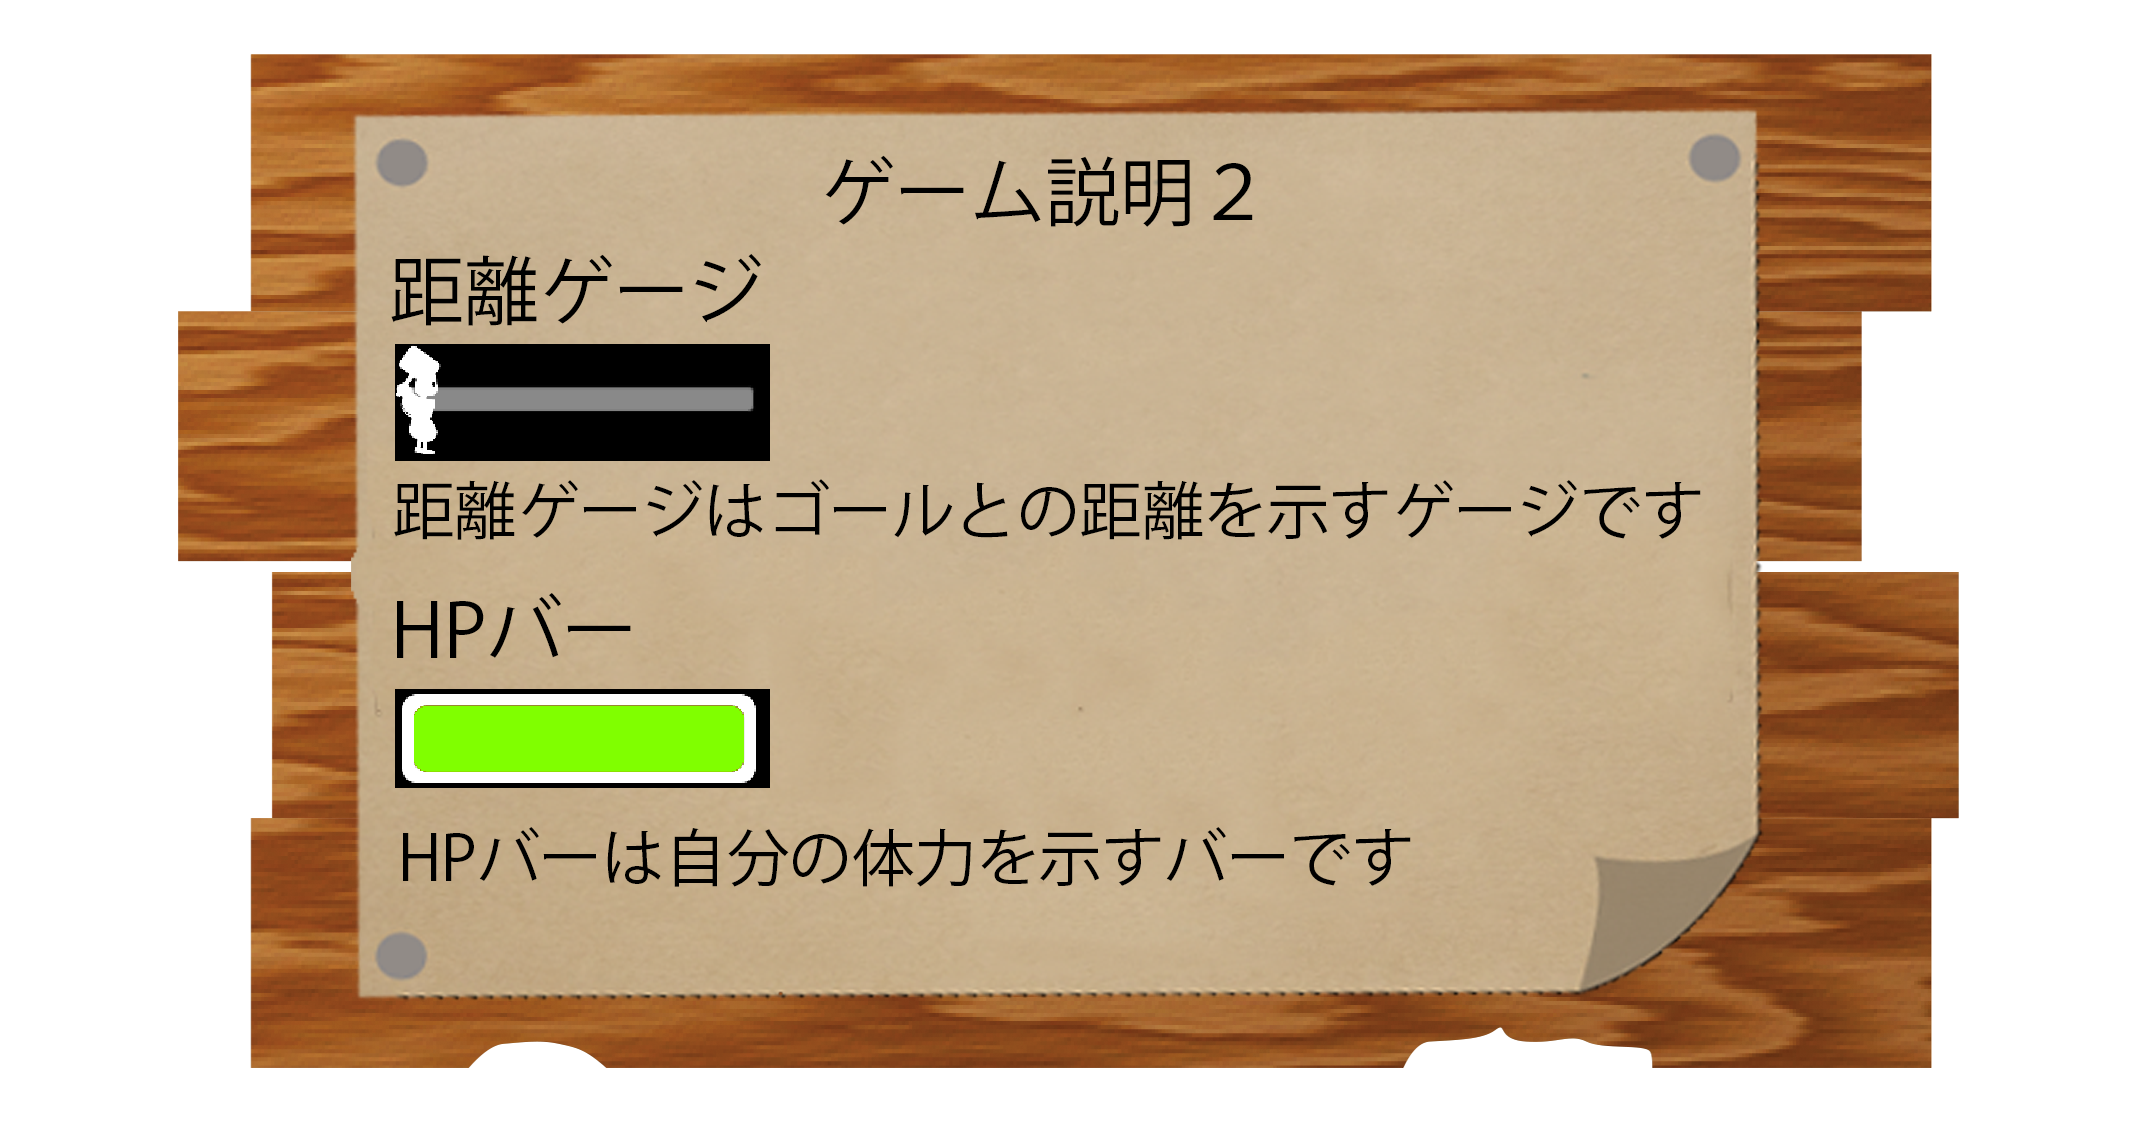 ゲーム説明２
距離ゲージ
距離ゲージはゴールとの距離を示すゲージです
HPバー
HPバーは自分の体力を示すバーです